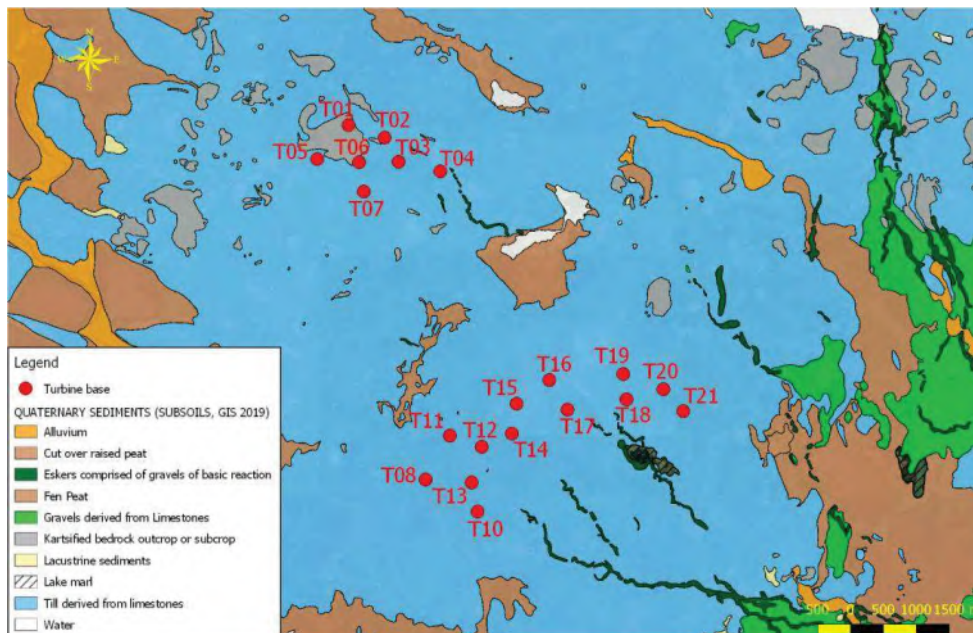 N
W E
S
T01
T02
T05 T06 T03
T04
T07
T16 T19
T20
T15
T21
T18
T17
T11
T12
T14
T08
T13
T10
Legend
Turbine base
QUATERNARY SEDIMENTS (SUBSOILS, GIS 2019)
Alluvium
Cut over raised peat
Eskers comprised of gravels of basic reaction
Fen Peat
Gravels derived from Limestones
Kartsified bedrock outcrop or subcrop
Lacustrine sediments
Lake marl
Till derived from limestones
Water
500 0 500 1000 1500